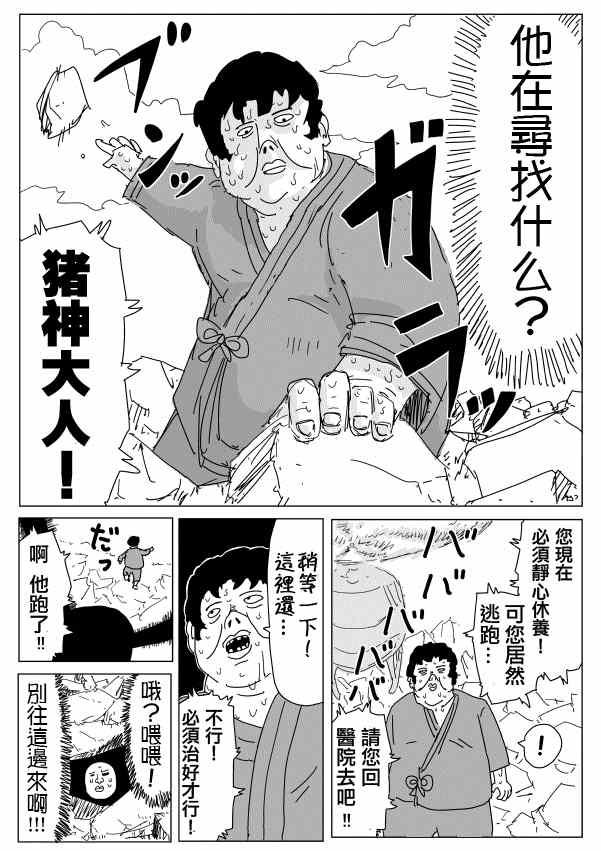 他在尋找什么?
ブンッ
ガラッ
猪神大人!
您現在
必須靜心休養!
可您居然
逃跑…
バババババ
!
請您回
醫院去吧!!
稍等一下!
這裡還…
不行!
必須治好才行!
だっ
啊 他跑了!!
哦?喂喂!
別往這邊來啊!!!